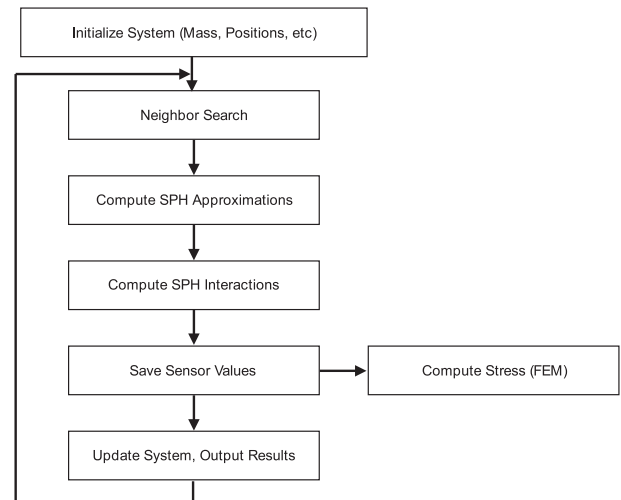 Initialize System (Mass, Positions, etc)
Neighbor Search
Compute SPH Approximations
Compute SPH Interactions
Save Sensor Values
Compute Stress (FEM)
Update System, Output Results